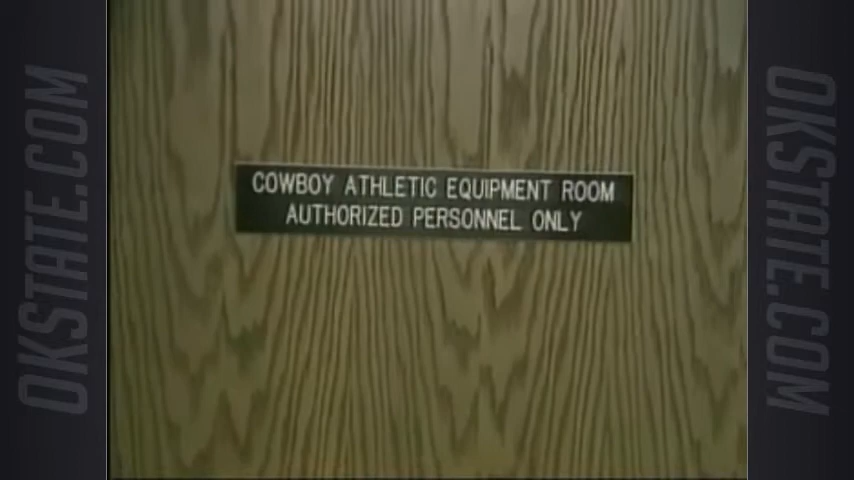 OKSTATE.COM
COWBOY ATHLETIC EQUIPMENT ROOM
AUTHORIZED PERSONNEL ONLY
OKSTATE.COM